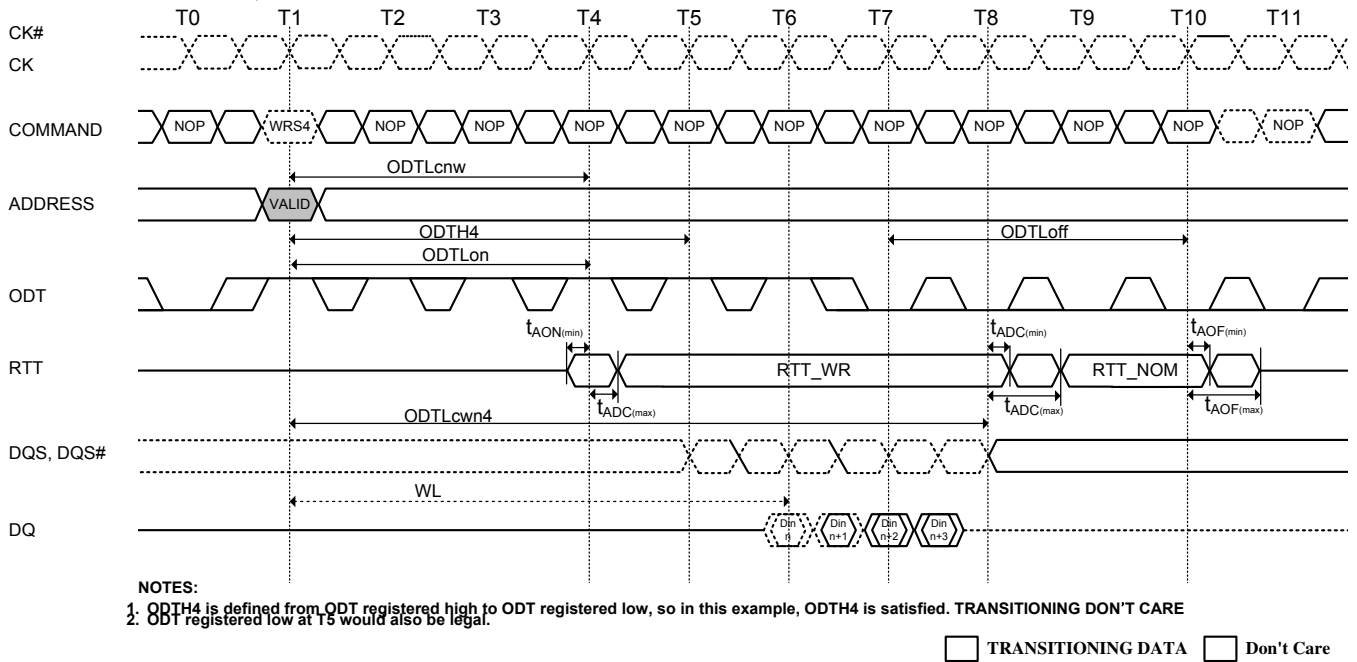 T0 T1 T2 T3 T4 T5 T6 T7 T8 T9 T10 T11
CK#
CK
COMMAND NOP WRS4 NOP NOP NOP NOP NOP NOP NOP NOP NOP NOP
ODTLcnw
ADDRESS VALID
ODTH4 ODTLoff
ODTLon
ODT
tAON(min) tADC(min) tAOF(min)
RTT RTT_WR RTT_NOM
tADC(max) tADC(max) tAOF(max)
ODTLcwn4
DQS, DQS#
WL
DQ Din n Din n+1 Din n+2 Din n+3
NOTES:
1. ODTH4 is defined from ODT registered high to ODT registered low, so in this example, ODTH4 is satisfied. TRANSITIONING DON'T CARE
2. ODT registered low at T5 would also be legal.
TRANSITIONING DATA Don't Care